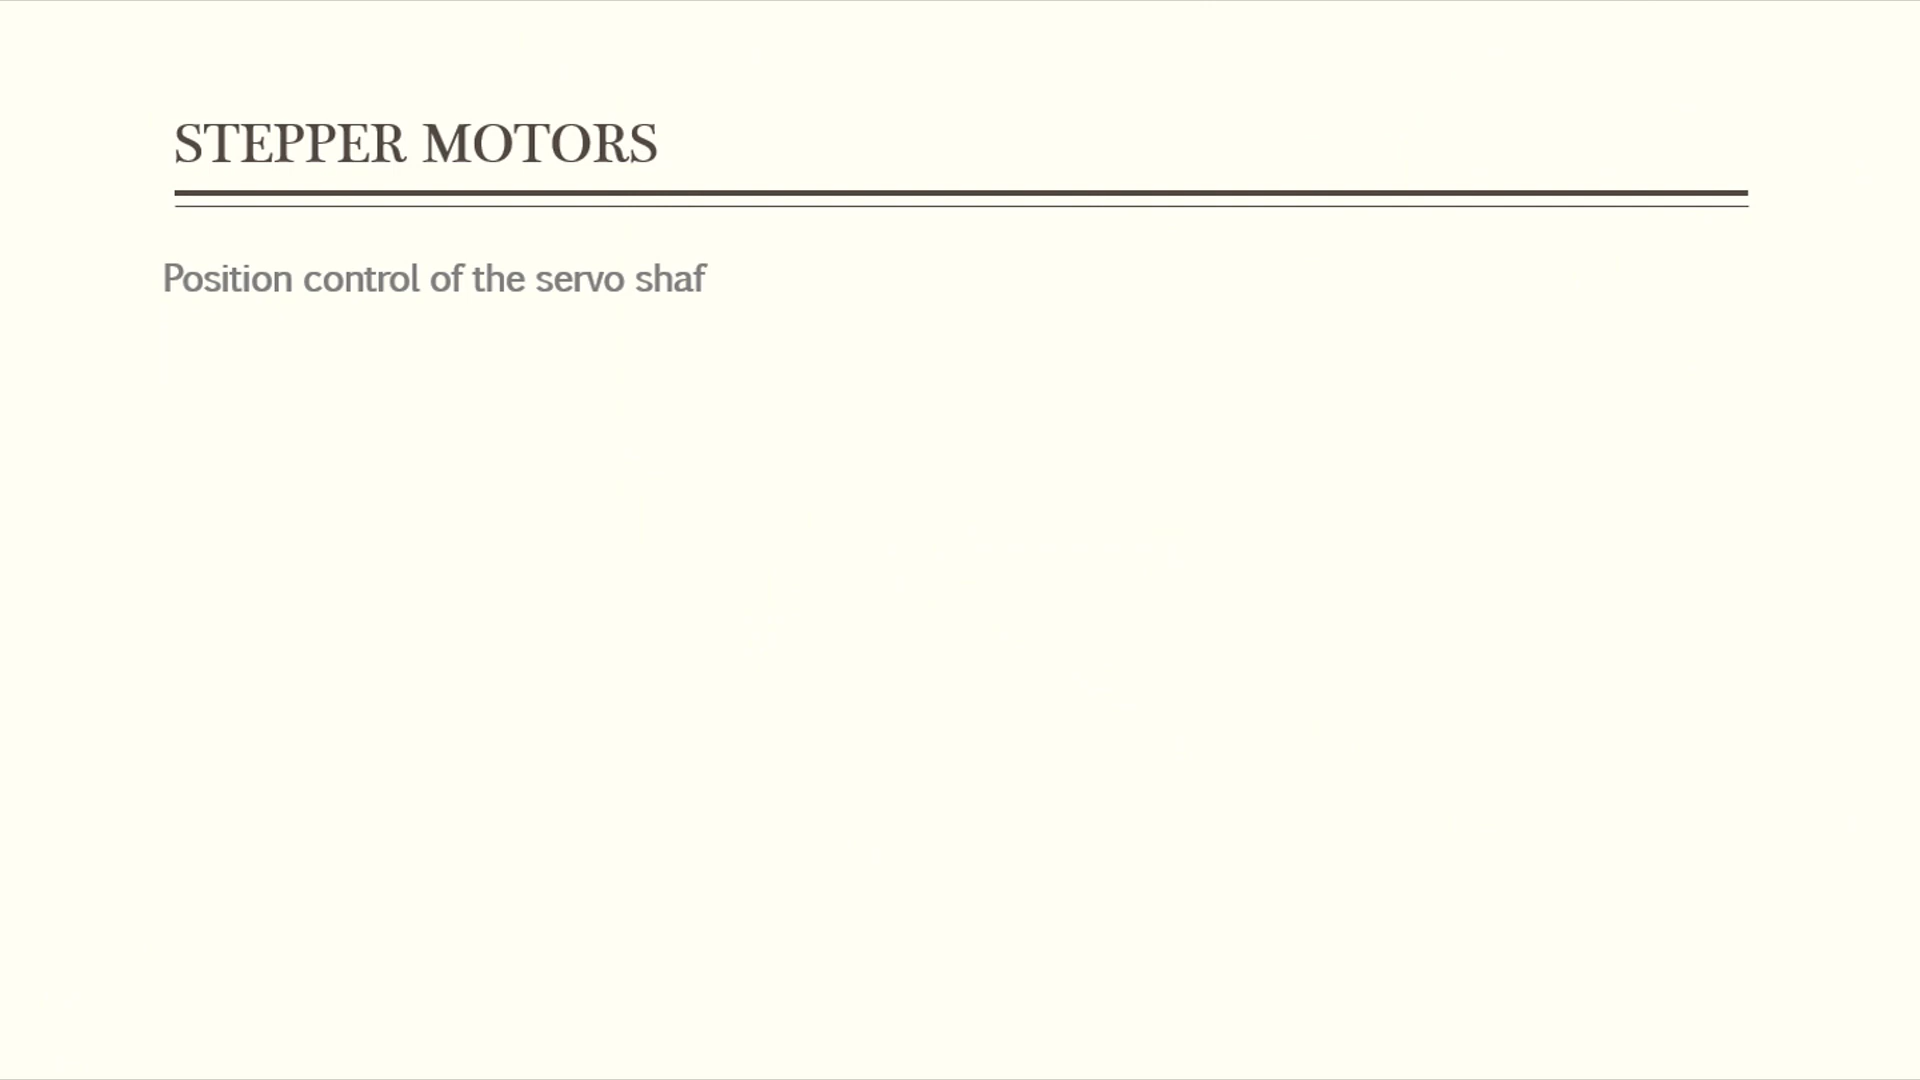 STEPPER MOTORS
Position control of the servo shaf